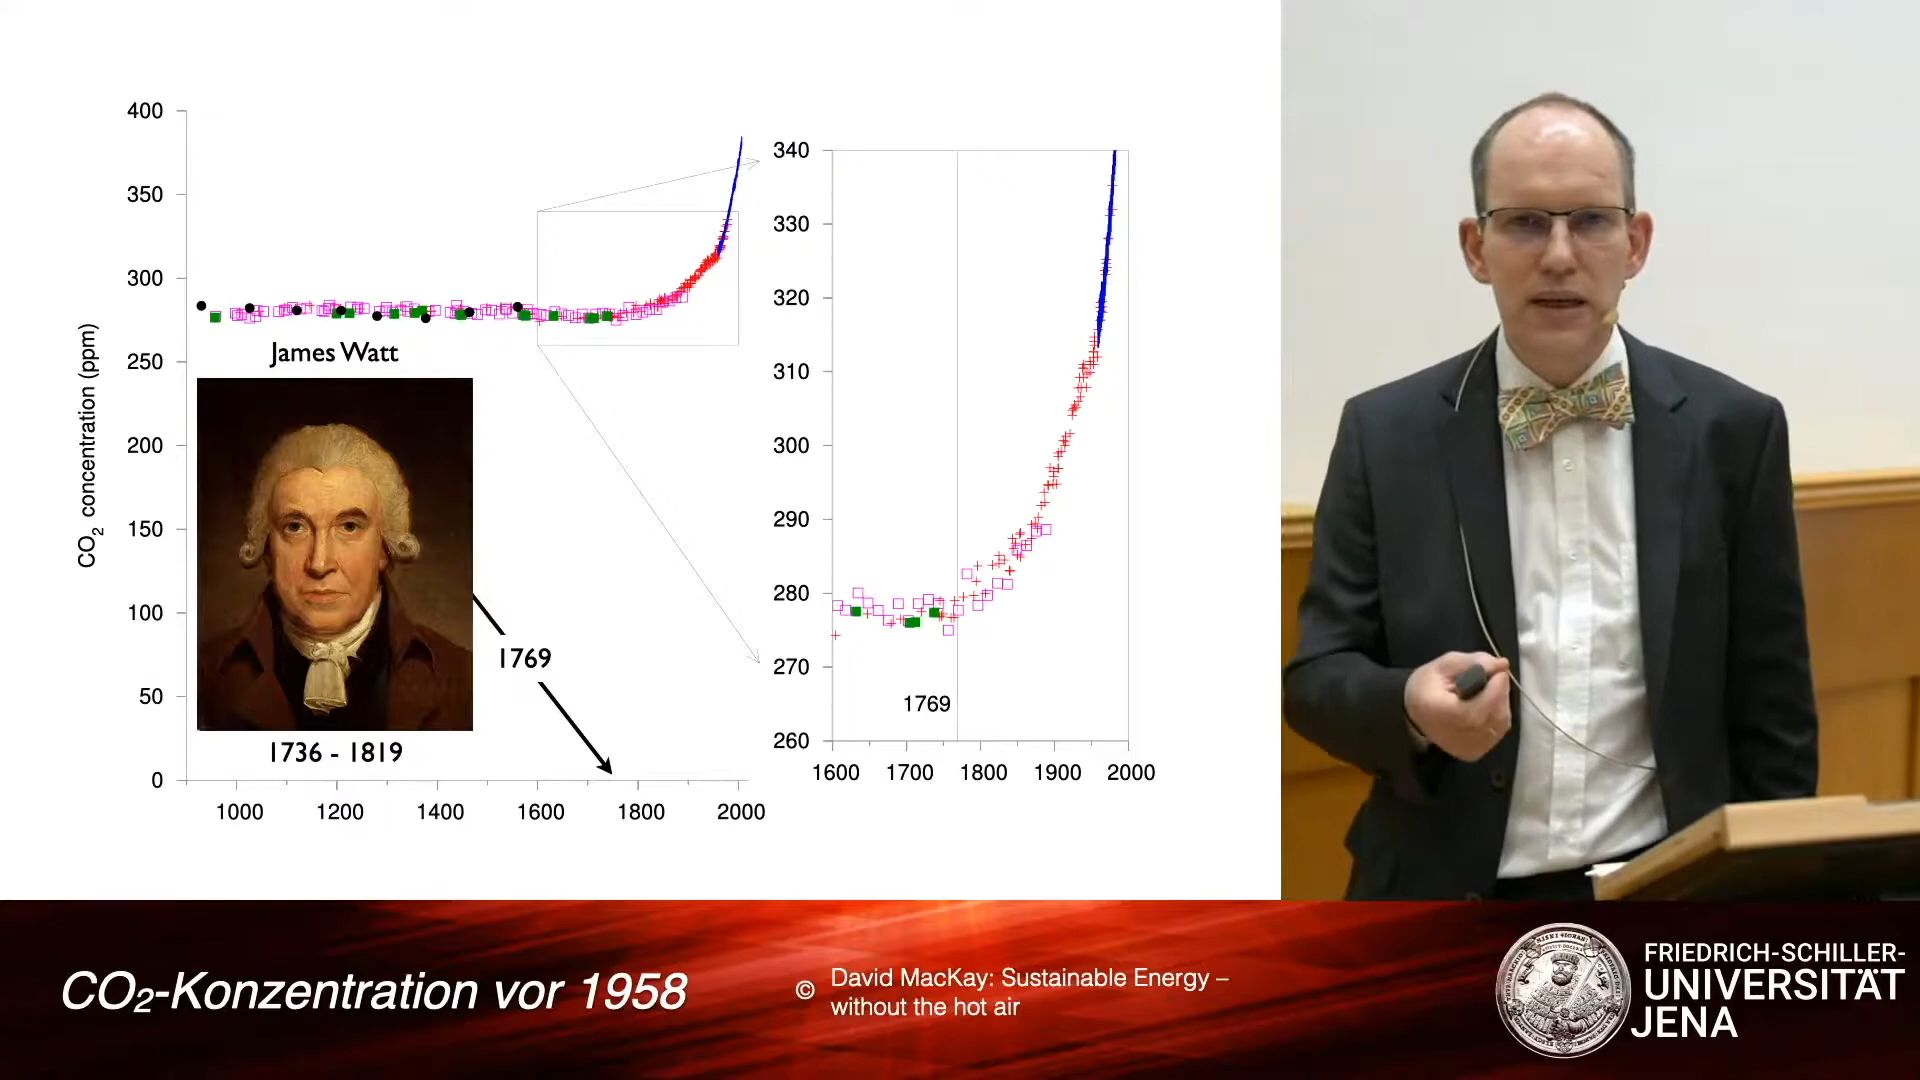 400
350
300
250
200
150
100
50
0
CO2 concentration (ppm)
1000 1200 1400 1600 1800 2000
James Watt
1736 - 1819
1769
340
330
320
310
300
290
280
270
260
1769
1600 1700 1800 1900 2000
CO2-Konzentration vor 1958
© David MacKay: Sustainable Energy –
without the hot air
FRIEDRICH-SCHILLER-
UNIVERSITÄT
JENA